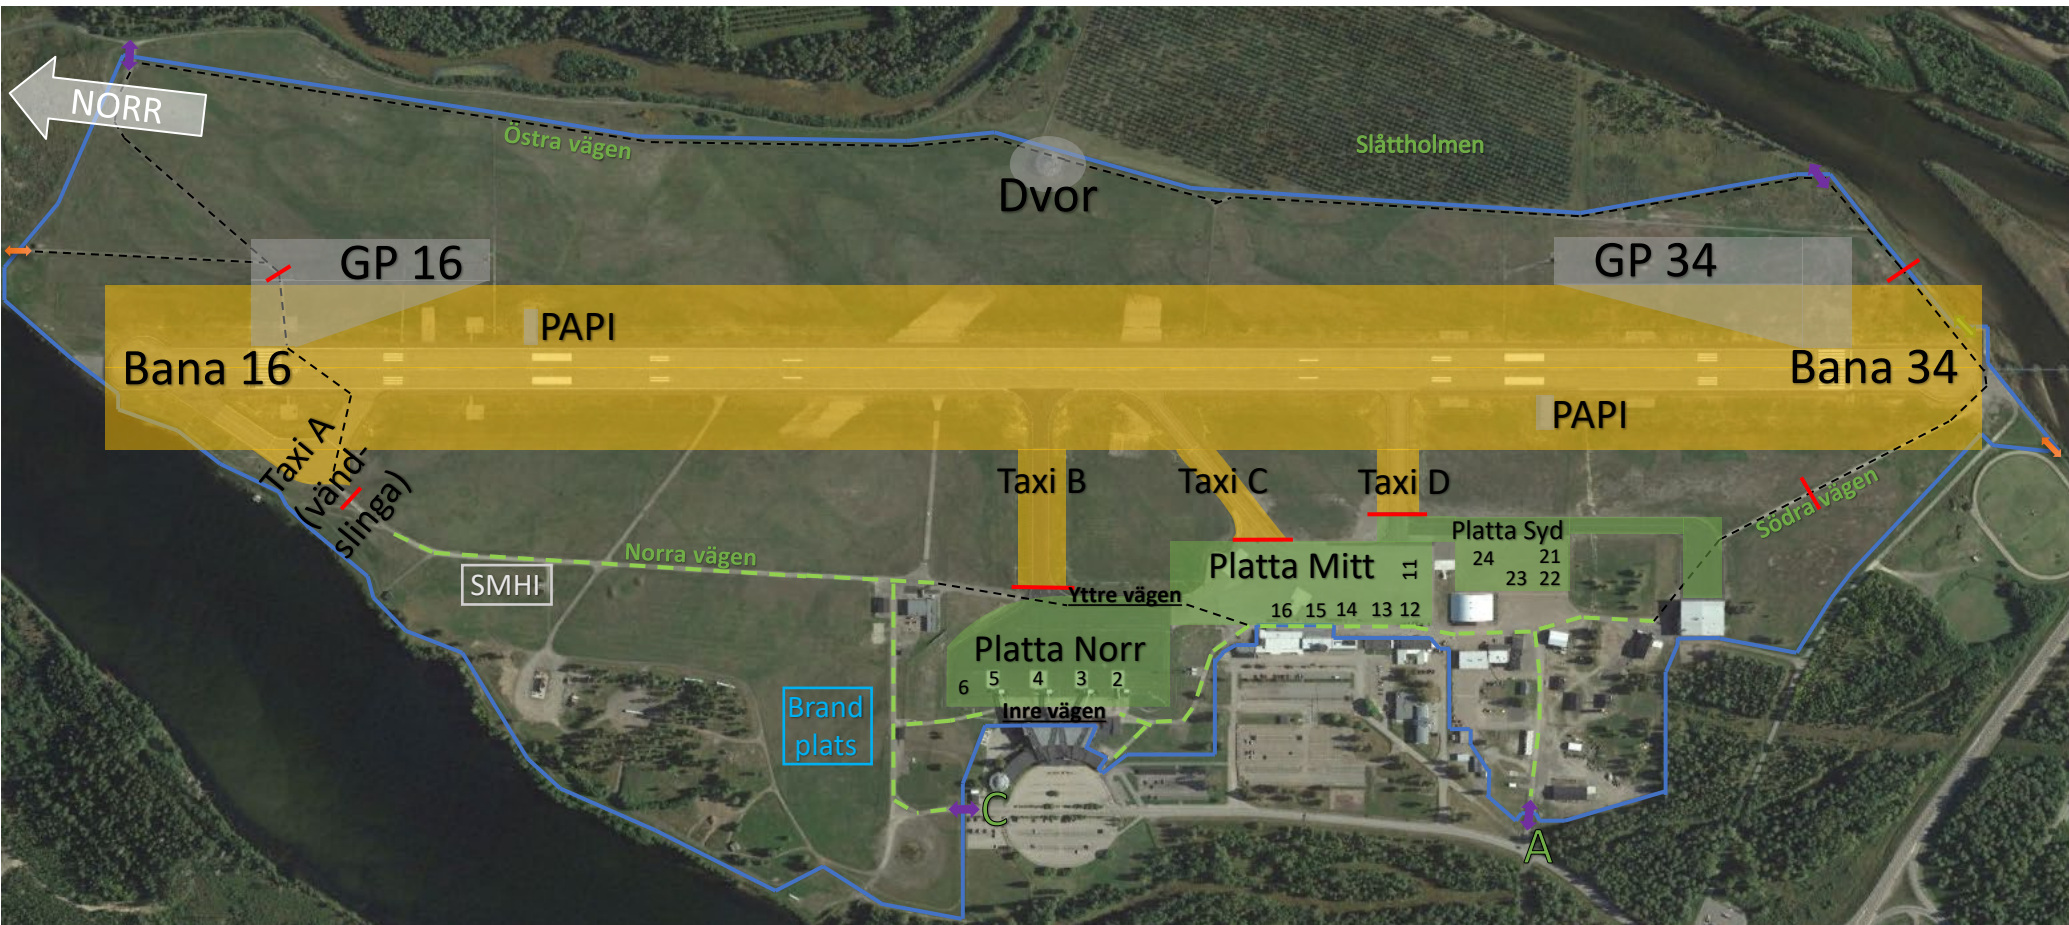 NORR
Östra vägen
Slåttholmen
Dvor
GP 16
GP 34
PAPI
Bana 16
Bana 34
PAPI
Taxi A
(vänd-
slinga)
Taxi B
Taxi C
Taxi D
Södra vägen
Platta Syd
24
21
23
22
Norra vägen
SMHI
Platta Mitt
11
Yttre vägen
16
15
14
13
12
Platta Norr
6
5
4
3
2
Inre vägen
Brand
plats
C
A